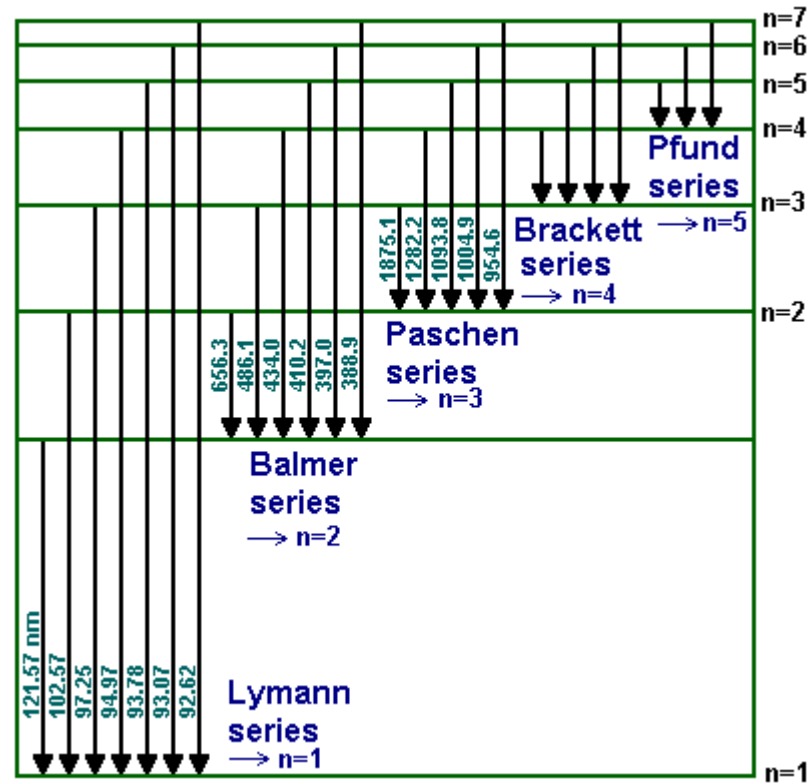 n=7
n=6
n=5
n=4
Pfund
series
→ n=5
n=3
1875.1
1282.2
1093.8
1004.9
954.6
Brackett
series
→ n=4
n=2
656.3
486.1
434.0
410.2
397.0
388.9
Paschen
series
→ n=3
Balmer
series
→ n=2
121.57 nm
102.57
97.25
94.97
93.78
93.07
92.62
Lymann
series
→ n=1
n=1